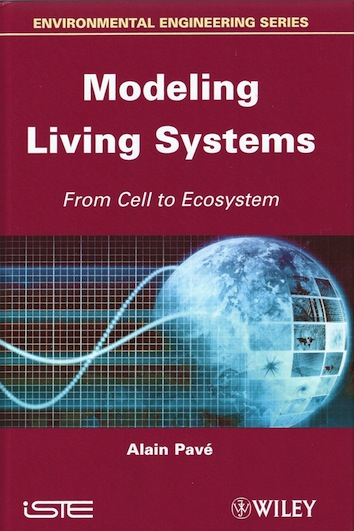 ENVIRONMENTAL ENGINEERING SERIES
Modeling
Living Systems
From Cell to Ecosystem
Alain Pavé
iSTE
WILEY